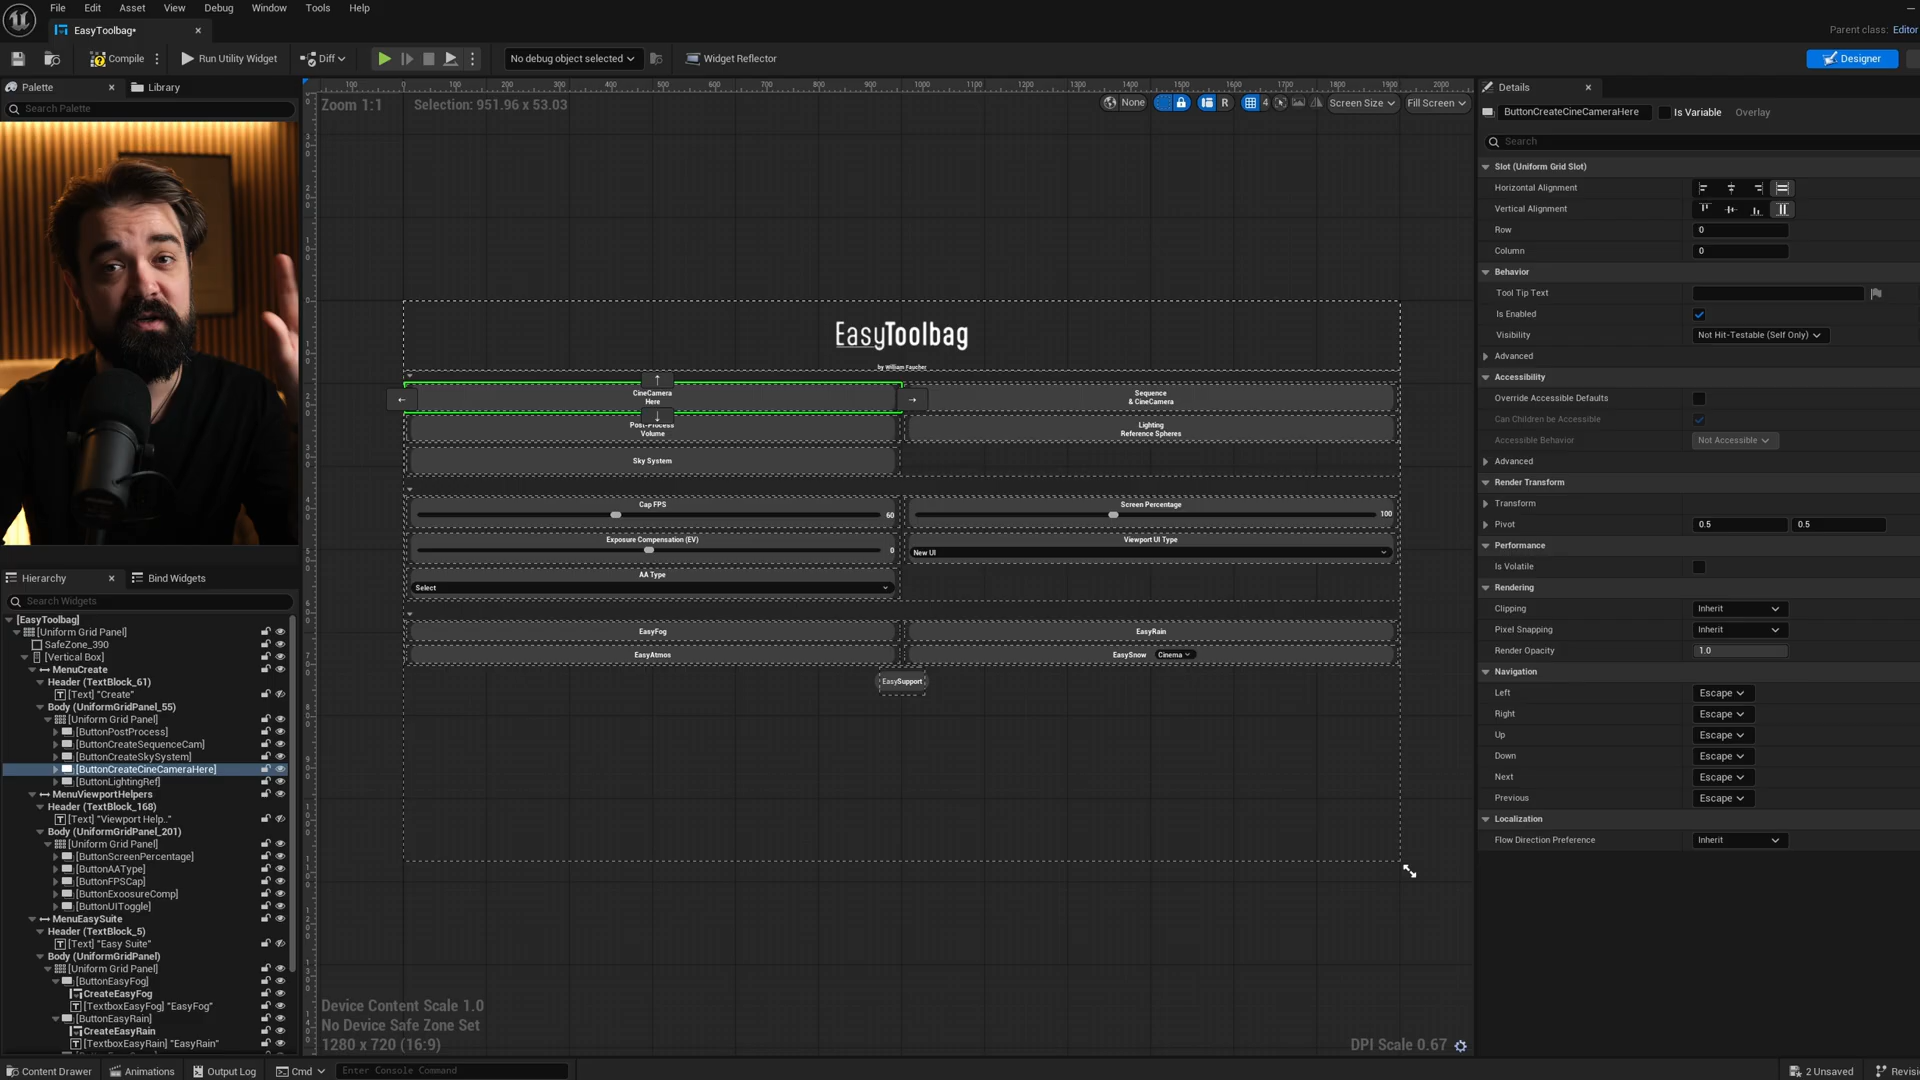 File Edit Asset View Debug Window Tools Help
EasyToolbag•
Parent class: Editor
Compile
Run Utility Widget
Diff
No debug object selected
Widget Reflector
Designer
Palette
Library
Search Palette
Zoom 1:1
Selection: 951.96 x 53.03
None
R
4
Screen Size
Fill Screen
EasyToolbag
by William Faucher
CineCamera
Here
Sequence
& CineCamera
Post-Process
Volume
Lighting
Reference Spheres
Sky System
Cap FPS
60
Screen Percentage
100
Exposure Compensation (EV)
0
Viewport UI Type
New UI
AA Type
Select
EasyFog
EasyRain
EasyAtmos
EasySnow
Cinema
EasySupport
Device Content Scale 1.0
No Device Safe Zone Set
1280 x 720 (16:9)
DPI Scale 0.67
Hierarchy
Bind Widgets
Search Widgets
[EasyToolbag]
[Uniform Grid Panel]
SafeZone_390
[Vertical Box]
MenuCreate
Header (TextBlock_61)
[Text] "Create"
Body (UniformGridPanel_55)
[Uniform Grid Panel]
[ButtonPostProcess]
[ButtonCreateSequenceCam]
[ButtonCreateSkySystem]
[ButtonCreateCineCameraHere]
[ButtonLightingRef]
MenuViewportHelpers
Header (TextBlock_168)
[Text] "Viewport Help.."
Body (UniformGridPanel_201)
[Uniform Grid Panel]
[ButtonScreenPercentage]
[ButtonAAType]
[ButtonFPSCap]
[ButtonExoosureComp]
[ButtonUIToggle]
MenuEasySuite
Header (TextBlock_5)
[Text] "Easy Suite"
Body (UniformGridPanel)
[Uniform Grid Panel]
[ButtonEasyFog]
CreateEasyFog
[TextboxEasyFog] "EasyFog"
[ButtonEasyRain]
CreateEasyRain
[TextboxEasyRain] "EasyRain"
Details
ButtonCreateCineCameraHere
Is Variable
Overlay
Search
Slot (Uniform Grid Slot)
Horizontal Alignment
Vertical Alignment
Row
0
Column
0
Behavior
Tool Tip Text
Is Enabled
Visibility
Not Hit-Testable (Self Only)
Advanced
Accessibility
Override Accessible Defaults
Can Children be Accessible
Accessible Behavior
Not Accessible
Advanced
Render Transform
Transform
Pivot
0.5
0.5
Performance
Is Volatile
Rendering
Clipping
Inherit
Pixel Snapping
Inherit
Render Opacity
1.0
Navigation
Left
Escape
Right
Escape
Up
Escape
Down
Escape
Next
Escape
Previous
Escape
Localization
Flow Direction Preference
Inherit
Content Drawer
Animations
Output Log
Cmd
Enter Console Command
2 Unsaved
Revisi